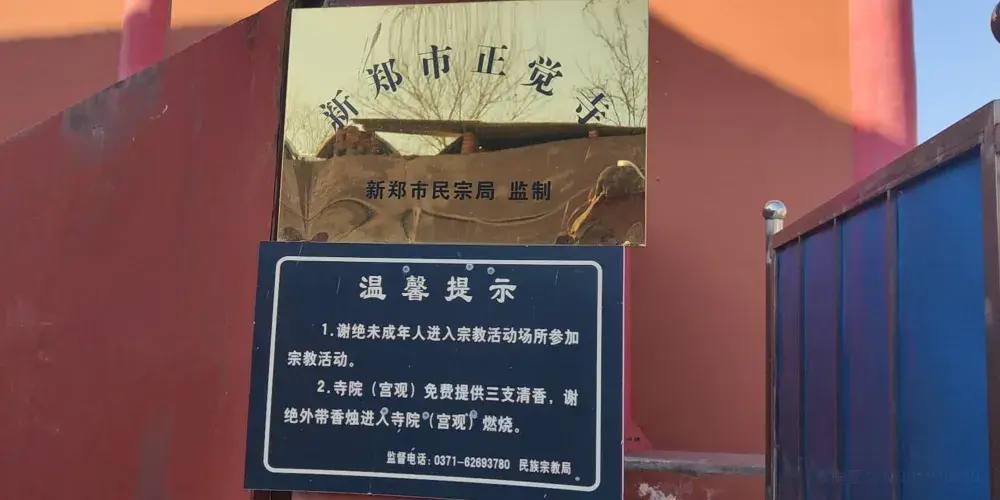 新郑市正觉寺
新郑市民宗局 监制
温馨提示
1.谢绝未成年人进入宗教活动场所参加
宗教活动。
2.寺院（宫观）免费提供三支清香，谢
绝外带香烛进入寺院（宫观）燃烧。
监督电话：0371-62693780 民族宗教局